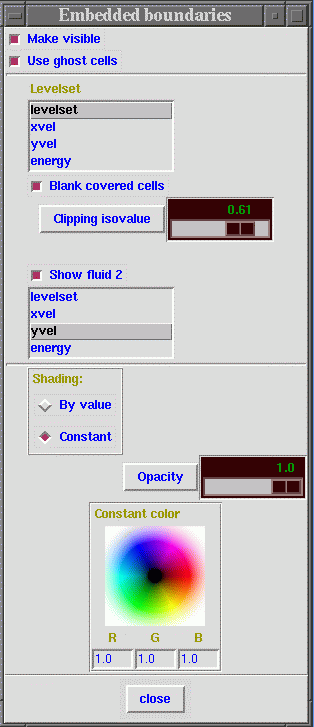 Embedded boundaries
Make visible
Use ghost cells
Levelset
levelset
xvel
yvel
energy
Blank covered cells
Clipping isovalue
0.61
Show fluid 2
levelset
xvel
yvel
energy
Shading:
By value
Constant
Opacity
1.0
Constant color
R G B
1.0 1.0 1.0
close